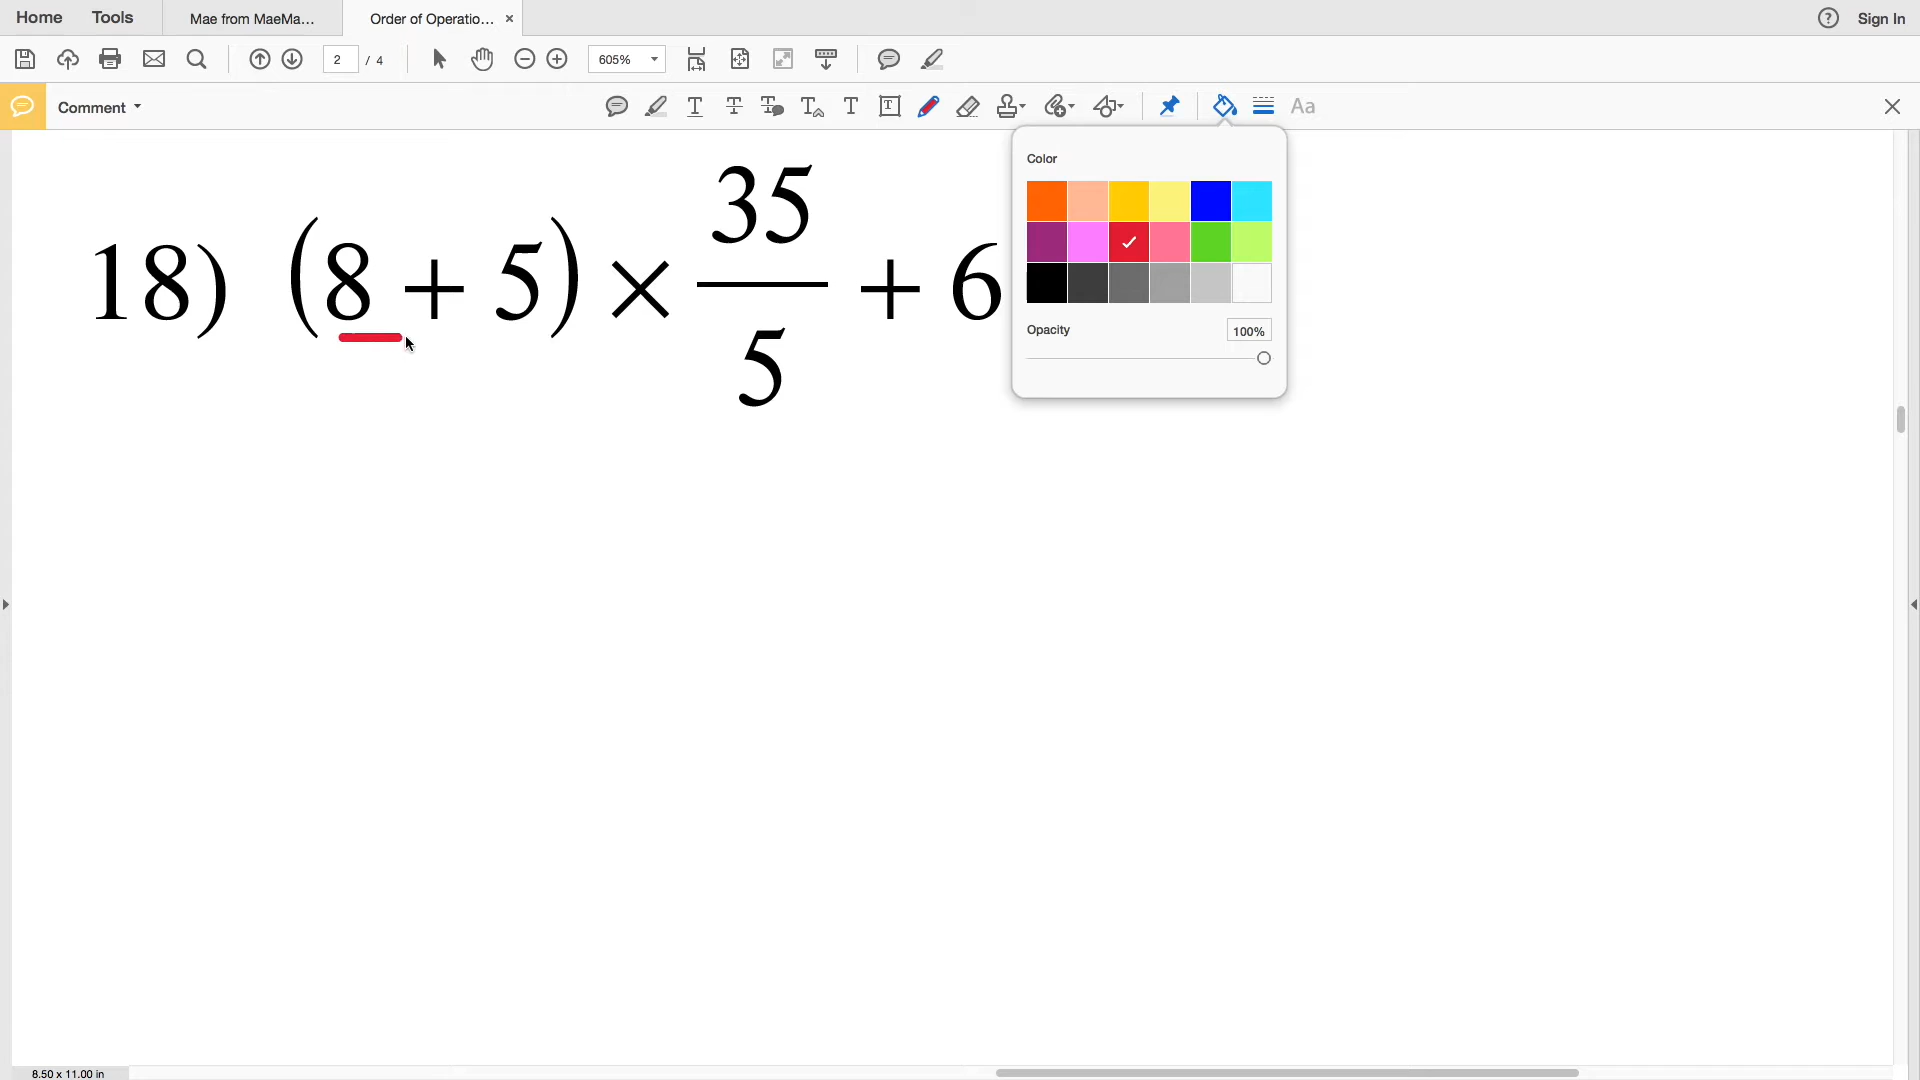 Home Tools Mae from MaeMa... Order of Operatio... × ? Sign In
2 / 4 605%
Comment T T T T T T Aa
Color
Opacity 100%
35
18) (8 + 5) × — + 6
5
8.50 x 11.00 in